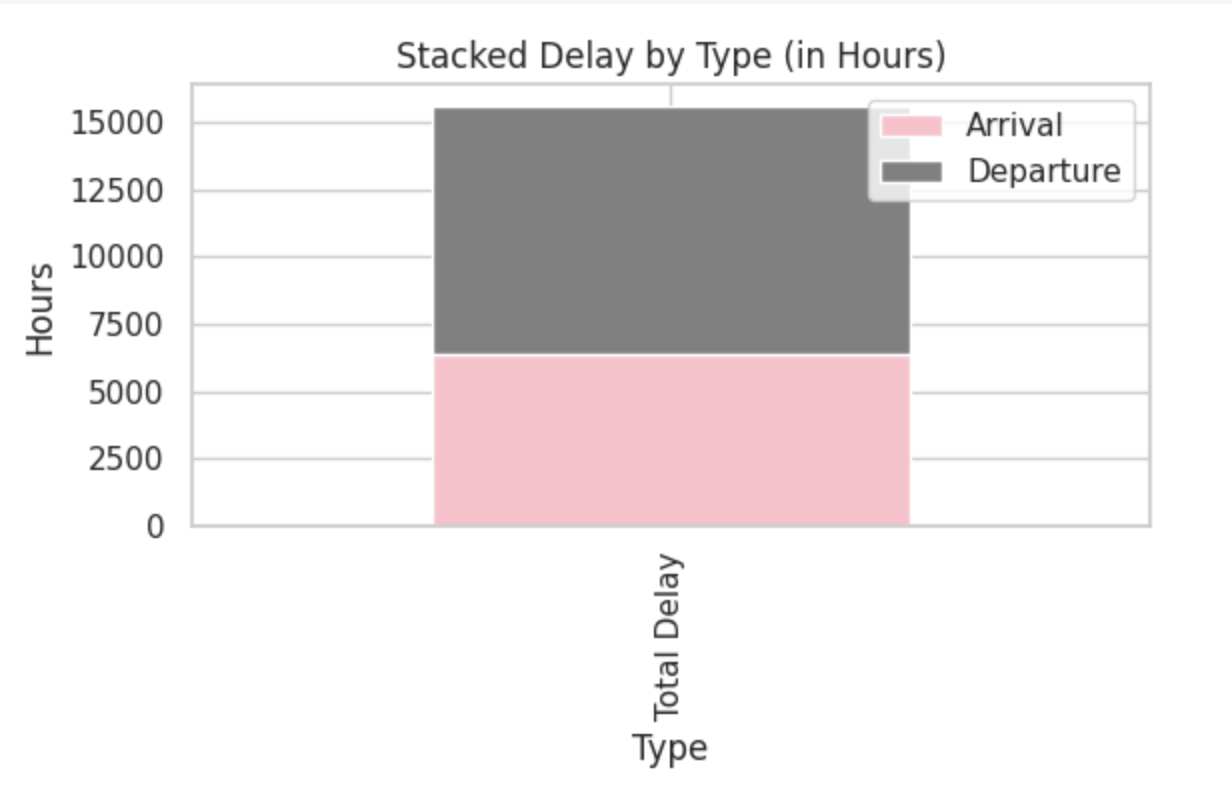 Stacked Delay by Type (in Hours)
Arrival
Departure
15000
12500
10000
7500
5000
2500
0
Hours
Total Delay
Type